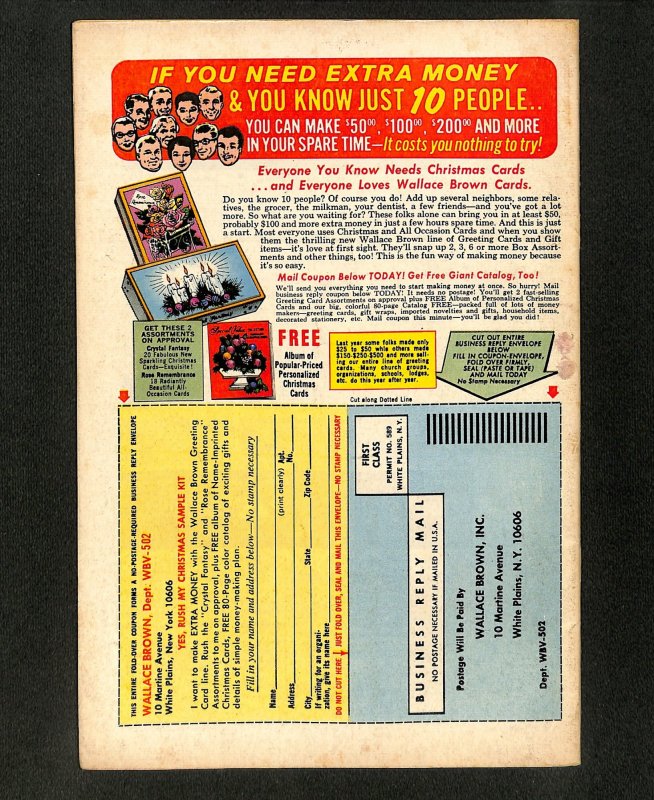 IF YOU NEED EXTRA MONEY
& YOU KNOW JUST 10 PEOPLE..
YOU CAN MAKE $50⁰⁰, $100⁰⁰, $200⁰⁰ AND MORE
IN YOUR SPARE TIME—It costs you nothing to try!
Everyone You Know Needs Christmas Cards
...and Everyone Loves Wallace Brown Cards.
Do you know 10 people? Of course you do! Add up several neighbors, some rela-
tives, the grocer, the milkman, your dentist, a few friends—and you've got a lot
more. So what are you waiting for? These folks alone can bring you in at least $50,
probably $100 and more extra money in just a few hours spare time. And this is just
a start. Most everyone uses Christmas and All Occasion Cards and when you show
them the thrilling new Wallace Brown line of Greeting Cards and Gift
items—it's love at first sight. They'll snap up 2, 3, 6 or more Box Assort-
ments and other things, too! This is the fun way of making money because
it's so easy.
Mail Coupon Below TODAY! Get Free Giant Catalog, Too!
We'll send you everything you need to start making money at once. So hurry! Mail
business reply coupon below TODAY! It needs no postage! You'll get 2 fast-selling
Greeting Card Assortments on approval plus FREE Album of Personalized Christmas
Cards and our big, colorful 80-page Catalog FREE—packed full of lots of money
makers—greeting cards, gift wraps, imported novelties and gifts, household items,
decorated stationery, etc. Mail coupon this minute—you'll be glad you did!
GET THESE 2
ASSORTMENTS
ON APPROVAL
Crystal Fantasy
20 Fabulous New
Sparkling Christmas
Cards—Exquisite!
Rose Remembrance
18 Radiantly
Beautiful All-
Occasion Cards
FREE
Album of
Popular-Priced
Personalized
Christmas
Cards
Last year some folks made only
$25 to $50 while others made
$150-$250-$500 and more sell-
ing our entire line of greeting
cards. Many church groups,
organizations, schools, lodges,
etc. do this year after year.
CUT OUT ENTIRE
BUSINESS REPLY ENVELOPE
BELOW
FILL IN COUPON-ENVELOPE,
FOLD OVER FIRMLY,
SEAL (PASTE OR TAPE)
AND MAIL TODAY
No Stamp Necessary
Cut along Dotted Line
THIS ENTIRE FOLD-OVER COUPON FORMS A NO-POSTAGE-REQUIRED BUSINESS REPLY ENVELOPE
WALLACE BROWN, Dept. WBV-502
10 Martine Avenue
White Plains, New York 10606
YES, RUSH MY CHRISTMAS SAMPLE KIT
I want to make EXTRA MONEY with the Wallace Brown Greeting
Card line. Rush the "Crystal Fantasy" and "Rose Remembrance"
Assortments to me on approval, plus FREE album of Name-Imprinted
Christmas Cards, FREE 80-Page color catalog of exciting gifts and
details of simple money-making plan.
Fill in your name and address below—No stamp necessary
Name
(print clearly)
Address
Apt. No.
City
State
Zip Code
If writing for an organi-
zation, give its name here
DO NOT CUT HERE JUST FOLD OVER, SEAL AND MAIL THIS ENVELOPE—NO STAMP NECESSARY
FIRST
CLASS
PERMIT NO. 589
WHITE PLAINS, N.Y.
BUSINESS REPLY MAIL
NO POSTAGE NECESSARY IF MAILED IN U.S.A.
Postage Will Be Paid By
WALLACE BROWN, INC.
10 Martine Avenue
White Plains, N.Y. 10606
Dept. WBV-502